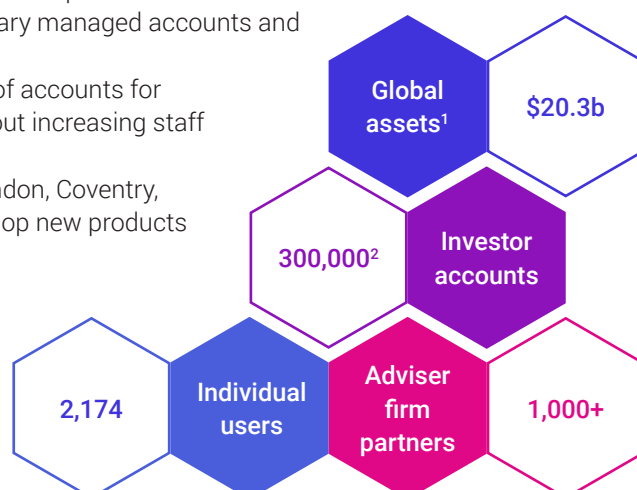 ary managed accounts and
of accounts for
out increasing staff
don, Coventry,
op new products
Global
assets¹
$20.3b
300,000²
Investor
accounts
2,174
Individual
users
Adviser
firm
partners
1,000+